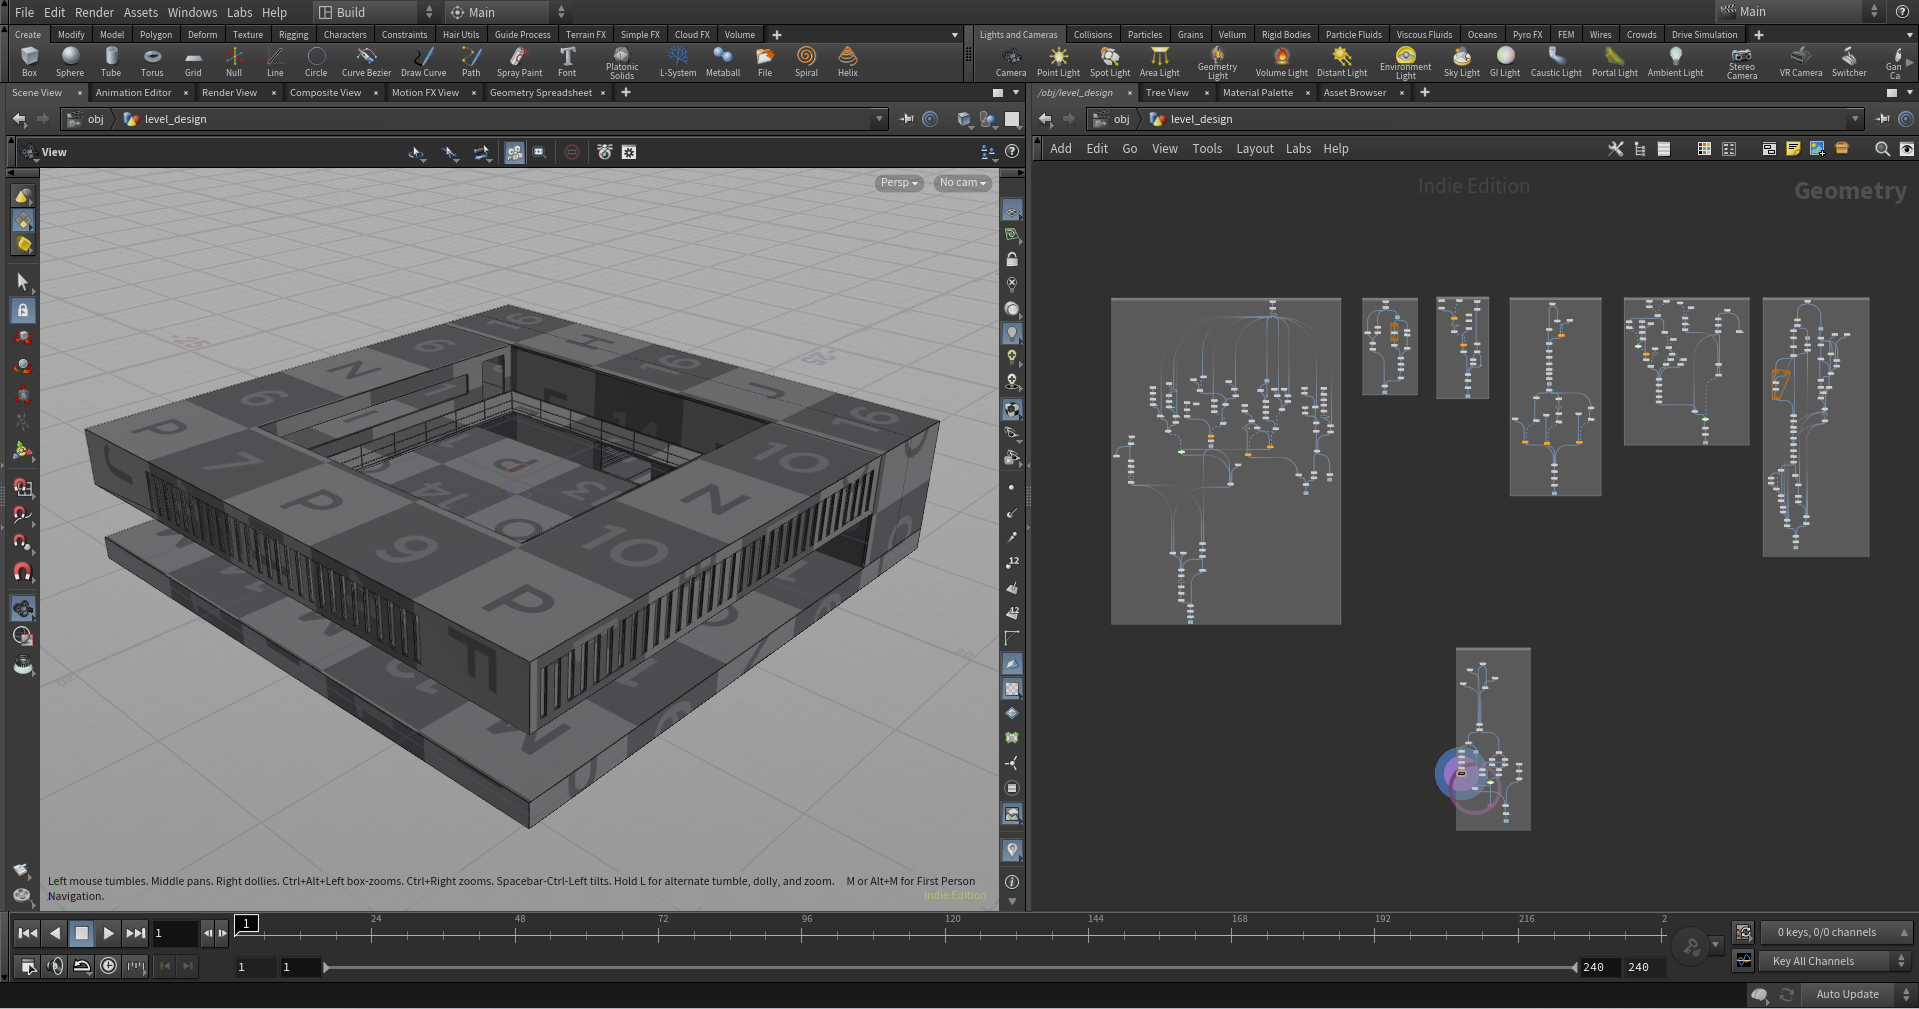 File Edit Render Assets Windows Labs Help Build Main Main
Create Modify Model Polygon Deform Texture Rigging Characters Constraints Hair Utils Guide Process Terrain FX Simple FX Cloud FX Volume
Lights and Cameras Collisions Particles Grains Vellum Rigid Bodies Particle Fluids Viscous Fluids Oceans Pyro FX FEM Wires Crowds Drive Simulation
Box Sphere Tube Torus Grid Null Line Circle Curve Bezier Draw Curve Path Spray Paint Font Platonic Solids L-System Metaball File Spiral Helix
Camera Point Light Spot Light Area Light Geometry Light Volume Light Distant Light Environment Light Sky Light GI Light Caustic Light Portal Light Ambient Light Stereo Camera VR Camera Switcher Gan Ca
Scene View Animation Editor Render View Composite View Motion FX View Geometry Spreadsheet
/obj/level_design Tree View Material Palette Asset Browser
obj level_design
obj level_design
View
Add Edit Go View Tools Layout Labs Help
Persp No cam
Indie Edition
Geometry
12
12
Left mouse tumbles. Middle pans. Right dollies. Ctrl+Alt+Left box-zooms. Ctrl+Right zooms. Spacebar-Ctrl-Left tilts. Hold L for alternate tumble, dolly, and zoom. M or Alt+M for First Person
Navigation.
Indie Edition
1 1 24 48 72 96 120 144 168 192 216 2
0 keys, 0/0 channels
1 1 240 240
Key All Channels
Auto Update